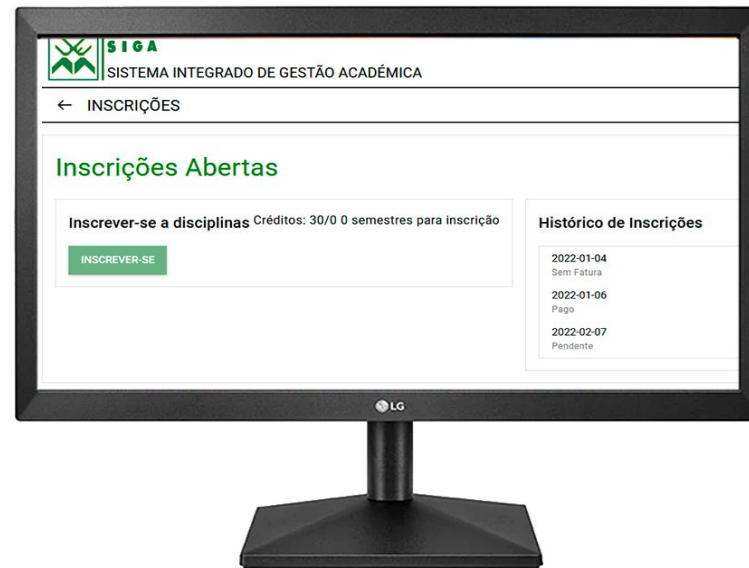 SIGA
SISTEMA INTEGRADO DE GESTÃO ACADÉMICA
← INSCRIÇÕES
Inscrições Abertas
Inscrever-se a disciplinas Créditos: 30/0 0 semestres para inscrição
INSCREVER-SE
Histórico de Inscrições
2022-01-04
Sem Fatura
2022-01-06
Pago
2022-02-07
Pendente
LG